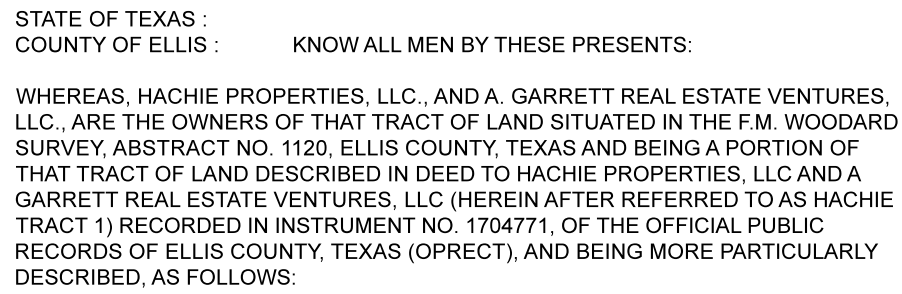 STATE OF TEXAS :
COUNTY OF ELLIS : KNOW ALL MEN BY THESE PRESENTS:
WHEREAS, HACHIE PROPERTIES, LLC., AND A. GARRETT REAL ESTATE VENTURES,
LLC., ARE THE OWNERS OF THAT TRACT OF LAND SITUATED IN THE F.M. WOODARD
SURVEY, ABSTRACT NO. 1120, ELLIS COUNTY, TEXAS AND BEING A PORTION OF
THAT TRACT OF LAND DESCRIBED IN DEED TO HACHIE PROPERTIES, LLC AND A
GARRETT REAL ESTATE VENTURES, LLC (HEREIN AFTER REFERRED TO AS HACHIE
TRACT 1) RECORDED IN INSTRUMENT NO. 1704771, OF THE OFFICIAL PUBLIC
RECORDS OF ELLIS COUNTY, TEXAS (OPRECT), AND BEING MORE PARTICULARLY
DESCRIBED, AS FOLLOWS: